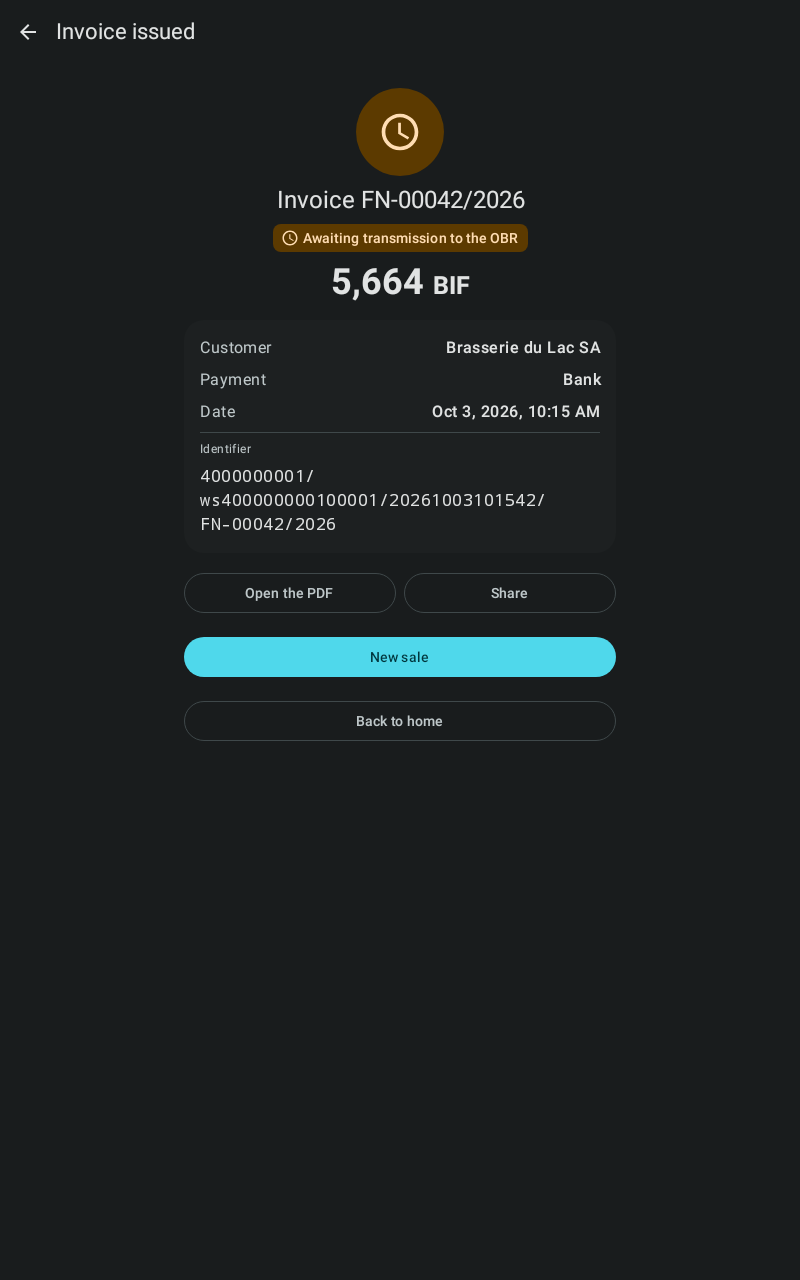 Invoice issued
Invoice FN-00042/2026
Awaiting transmission to the OBR
5,664 BIF
Customer Brasserie du Lac SA
Payment Bank
Date Oct 3, 2026, 10:15 AM
Identifier
4000000001/
ws400000000100001/20261003101542/
FN-00042/2026
Open the PDF Share
New sale
Back to home